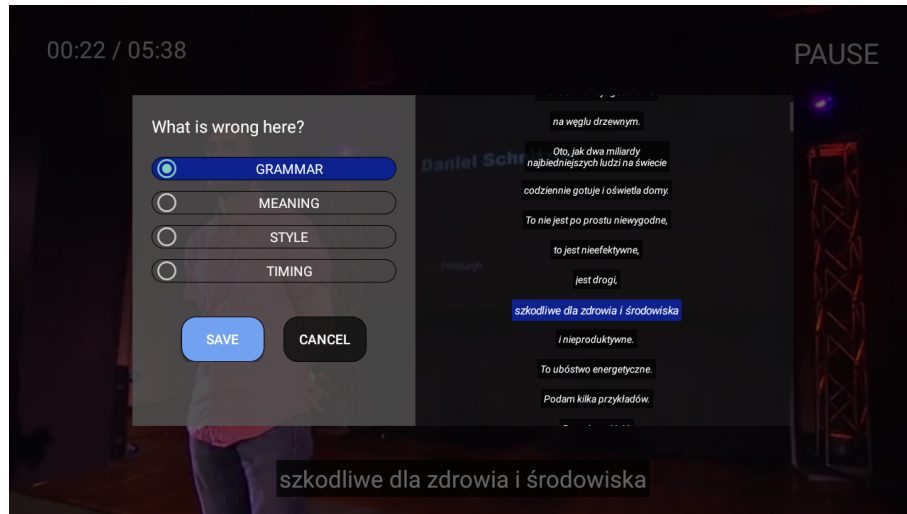 00:22 / 05:38
PAUSE
What is wrong here?
GRAMMAR
MEANING
STYLE
TIMING
SAVE
CANCEL
na węglu drzewnym.
Oto, jak dwa miliardy
najbiedniejszych ludzi na świecie
codziennie gotuje i oświetla domy.
To nie jest po prostu niewygodne,
to jest nieefektywne,
jest drogi,
szkodliwe dla zdrowia i środowiska
i nieproduktywne.
To ubóstwo energetyczne.
Podam kilka przykładów.
Daniel
szkodliwe dla zdrowia i środowiska